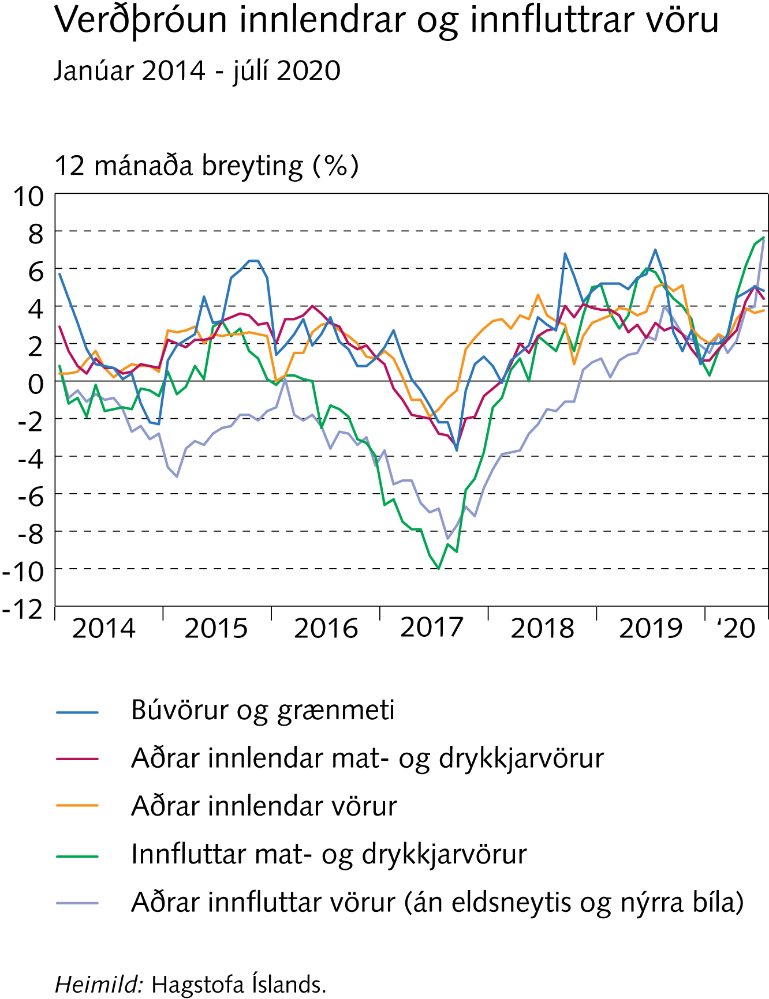 Verðþróun innlendrar og innfluttrar vöru
Janúar 2014 - júlí 2020
12 mánaða breyting (%)
10
8
6
4
2
0
-2
-4
-6
-8
-10
-12
2014 2015 2016 2017 2018 2019 ‘20
Búvörur og grænmeti
Aðrar innlendar mat- og drykkjarvörur
Aðrar innlendar vörur
Innfluttar mat- og drykkjarvörur
Aðrar innfluttar vörur (án eldsneytis og nýrra bíla)
Heimild: Hagstofa Íslands.